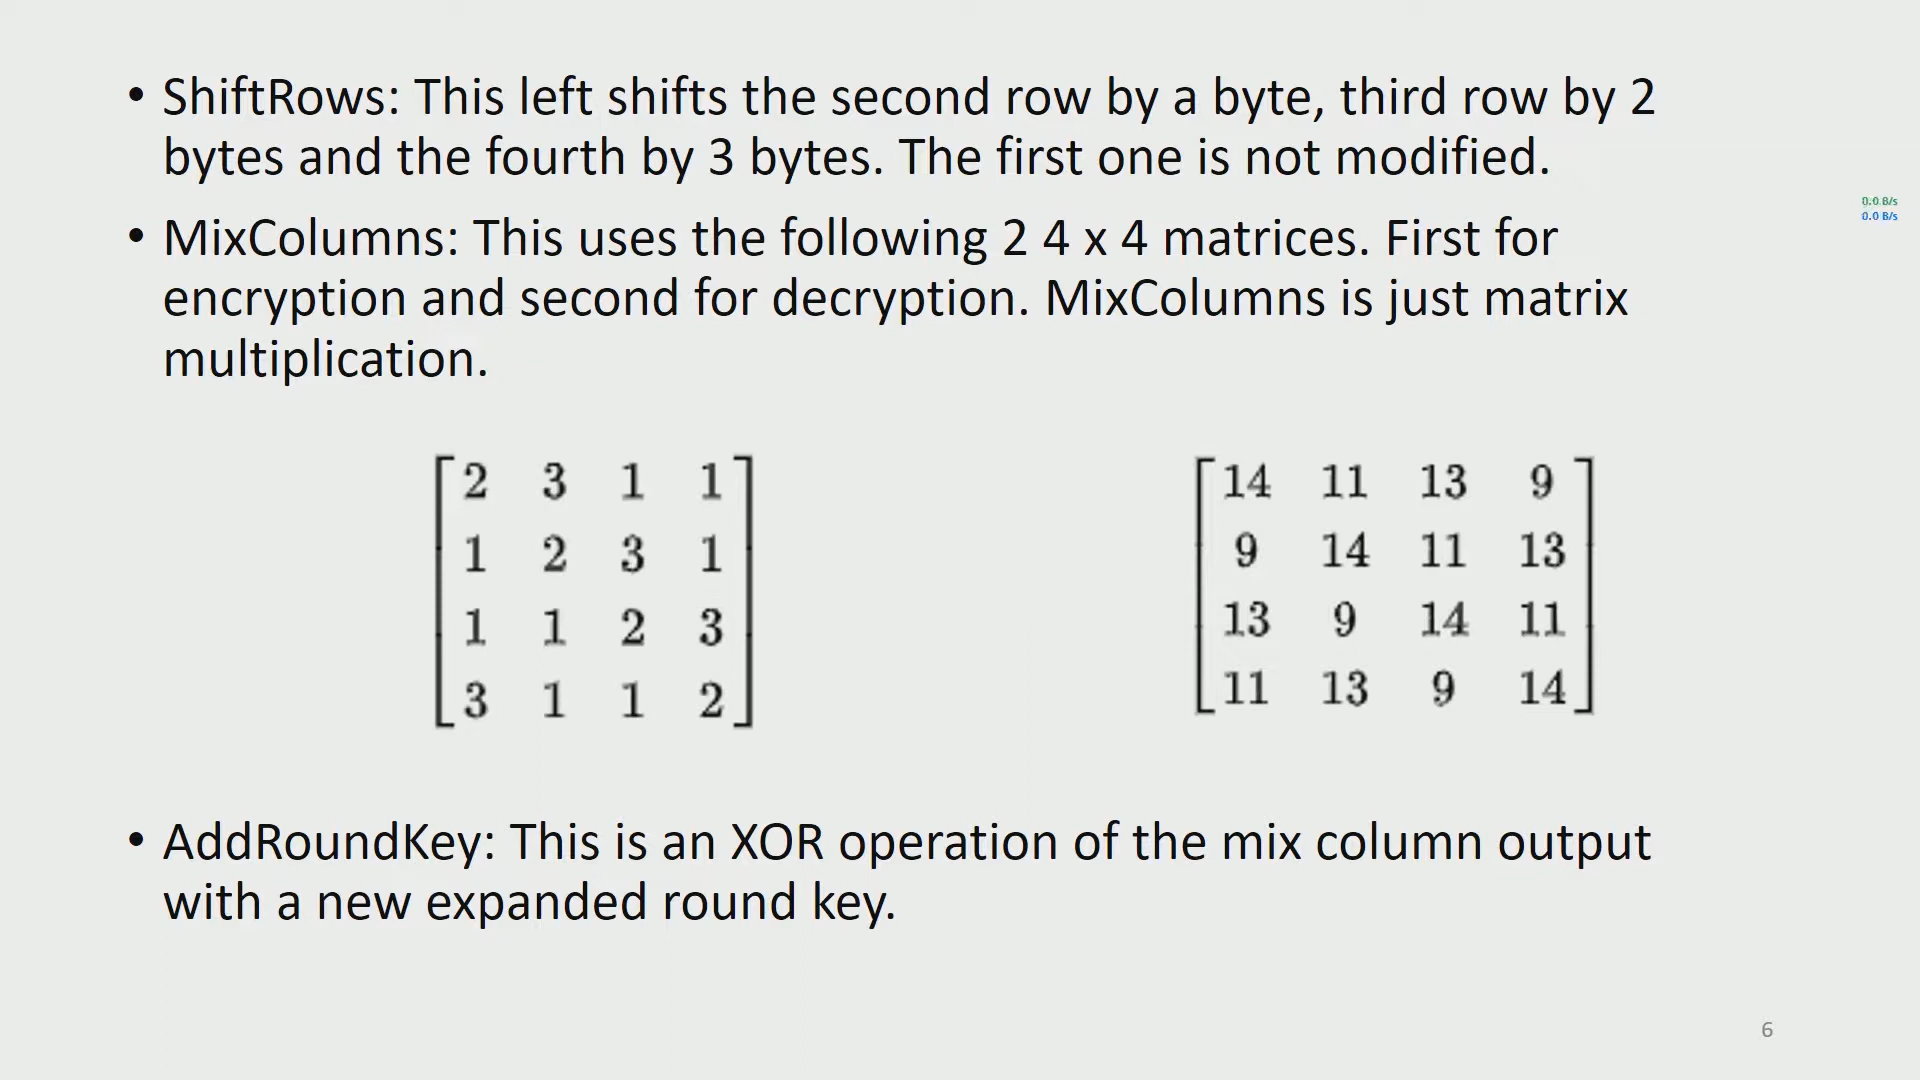 • ShiftRows: This left shifts the second row by a byte, third row by 2
bytes and the fourth by 3 bytes. The first one is not modified.
0.0 B/s
0.0 B/s
• MixColumns: This uses the following 2 4 x 4 matrices. First for
encryption and second for decryption. MixColumns is just matrix
multiplication.
2 3 1 1
1 2 3 1
1 1 2 3
3 1 1 2
14 11 13 9
9 14 11 13
13 9 14 11
11 13 9 14
• AddRoundKey: This is an XOR operation of the mix column output
with a new expanded round key.
6